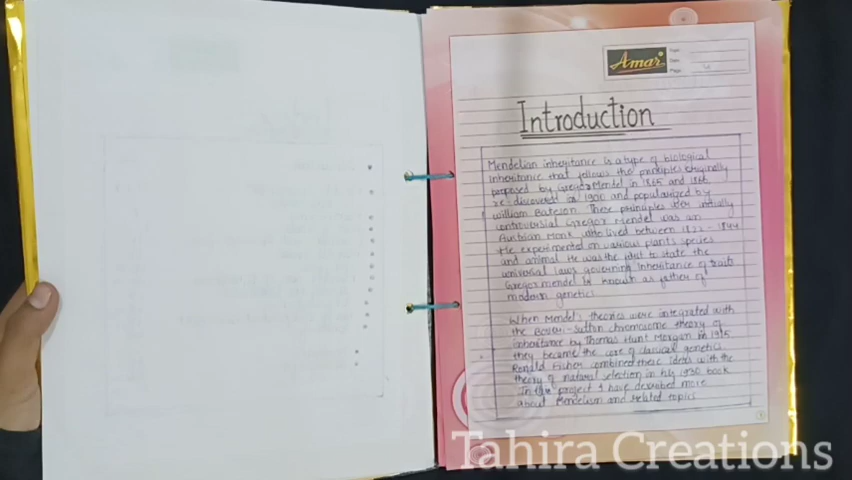 Amar
Introduction
Mendelian inheritance is a type of biological
inheritance that follows the principles originally
proposed by Gregor Mendel in 1865 and 1866,
re-discovered in 1900 and popularized by
William Bateson. These principles were initially
controversial Gregor Mendel was an
Austrian Monk who lived between 1822 - 1844
He experimented on various plants species
and animal. He was the first to state the
universal laws governing inheritance of traits
Gregor mendel is known as father of
modern genetics
When Mendel's theories were integrated with
the Boveri-Sutton chromosome theory of
inheritance by Thomas Hunt Morgan in 1915
they became the core of classical genetics
Ronald Fisher combined these ideas with the
theory of natural selection in his 1930 book
In this project I have described more
about Mendelism and related topics
Tahira Creations